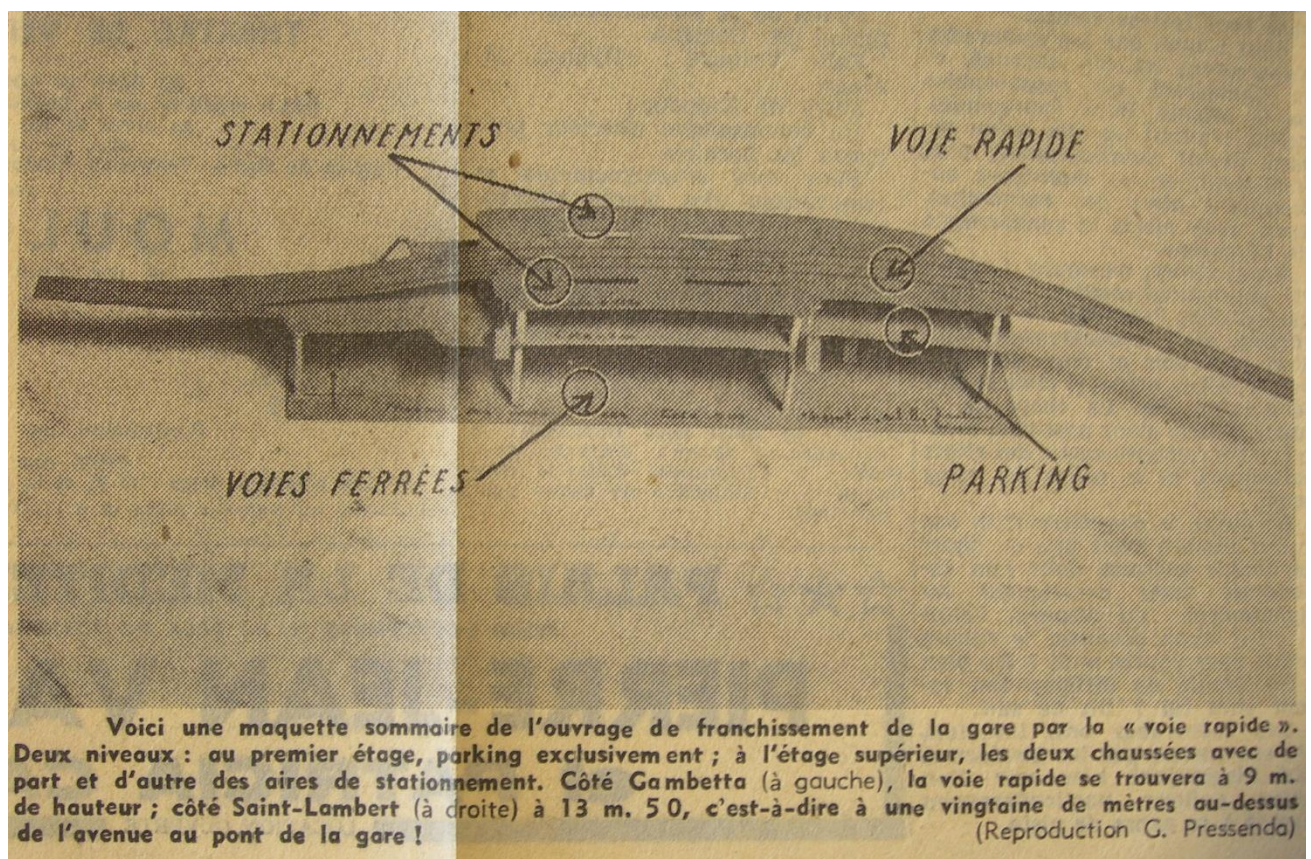 STATIONNEMENTS
VOIE RAPIDE
VOIES FERRÉES
PARKING
Voici une maquette sommaire de l'ouvrage de franchissement de la gare par la « voie rapide ».
Deux niveaux : au premier étage, parking exclusivement ; à l'étage supérieur, les deux chaussées avec de
part et d'autre des aires de stationnement. Côté Gambetta (à gauche), la voie rapide se trouvera à 9 m.
de hauteur ; côté Saint-Lambert (à droite) à 13 m. 50, c'est-à-dire à une vingtaine de mètres au-dessus
de l'avenue au pont de la gare !
(Reproduction G. Pressenda)